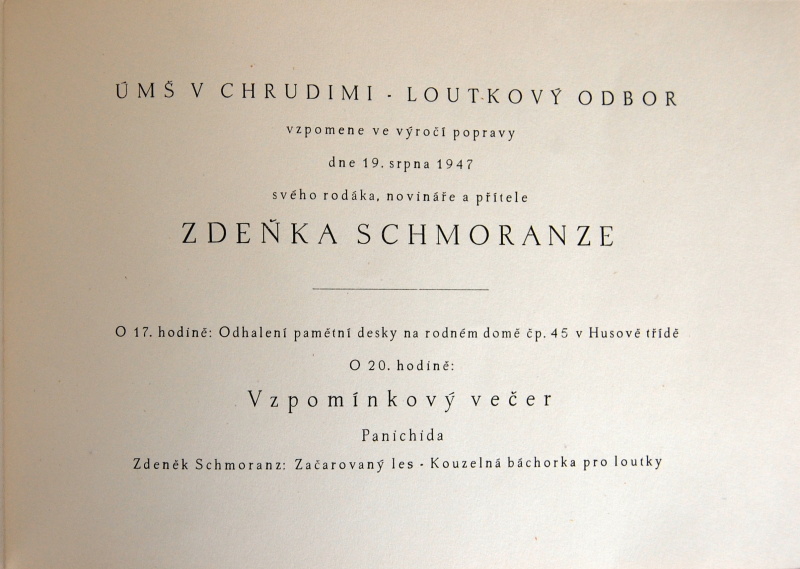 ÚMŠ V CHRUDIMI - LOUTKOVÝ ODBOR
vzpomene ve výročí popravy
dne 19. srpna 1947
svého rodáka, novináře a přítele
ZDEŇKA SCHMORANZE
O 17. hodině: Odhalení pamětní desky na rodném domě čp. 45 v Husově třídě
O 20. hodině:
Vzpomínkový večer
Panichida
Zdeněk Schmoranz: Začarovaný les - Kouzelná báchorka pro loutky